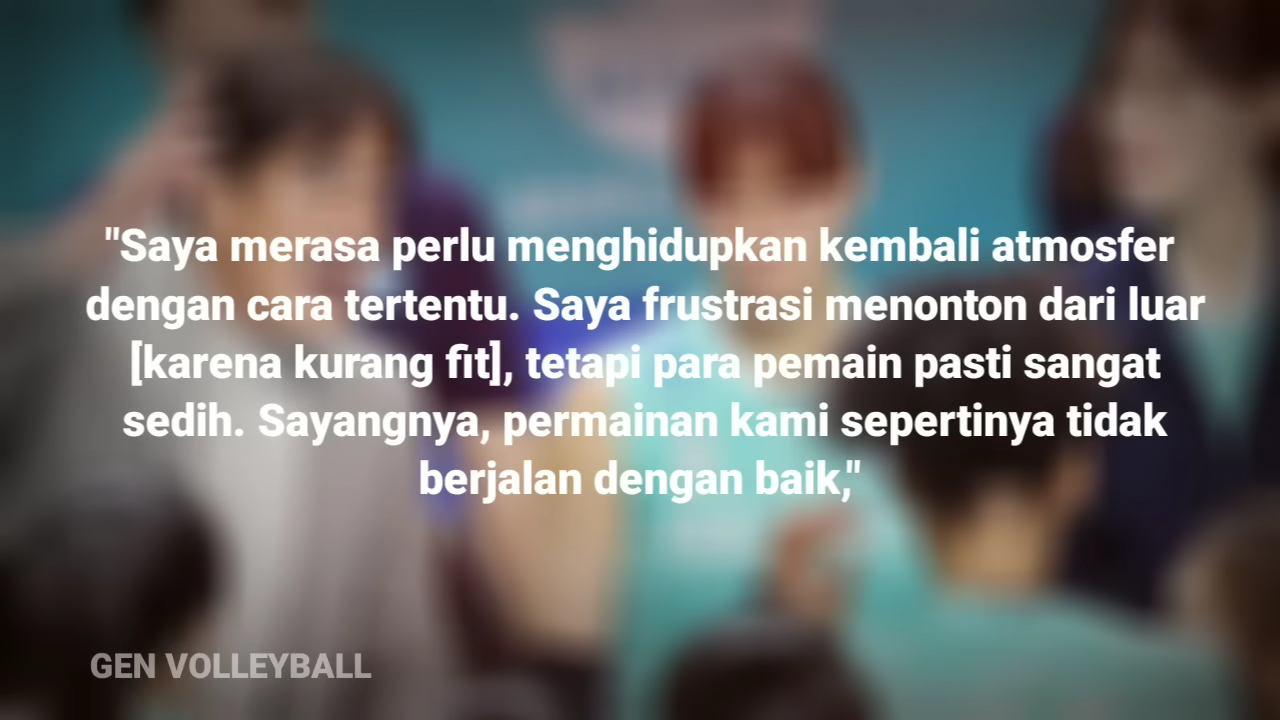 "Saya merasa perlu menghidupkan kembali atmosfer
dengan cara tertentu. Saya frustrasi menonton dari luar
[karena kurang fit], tetapi para pemain pasti sangat
sedih. Sayangnya, permainan kami sepertinya tidak
berjalan dengan baik,"
GEN VOLLEYBALL